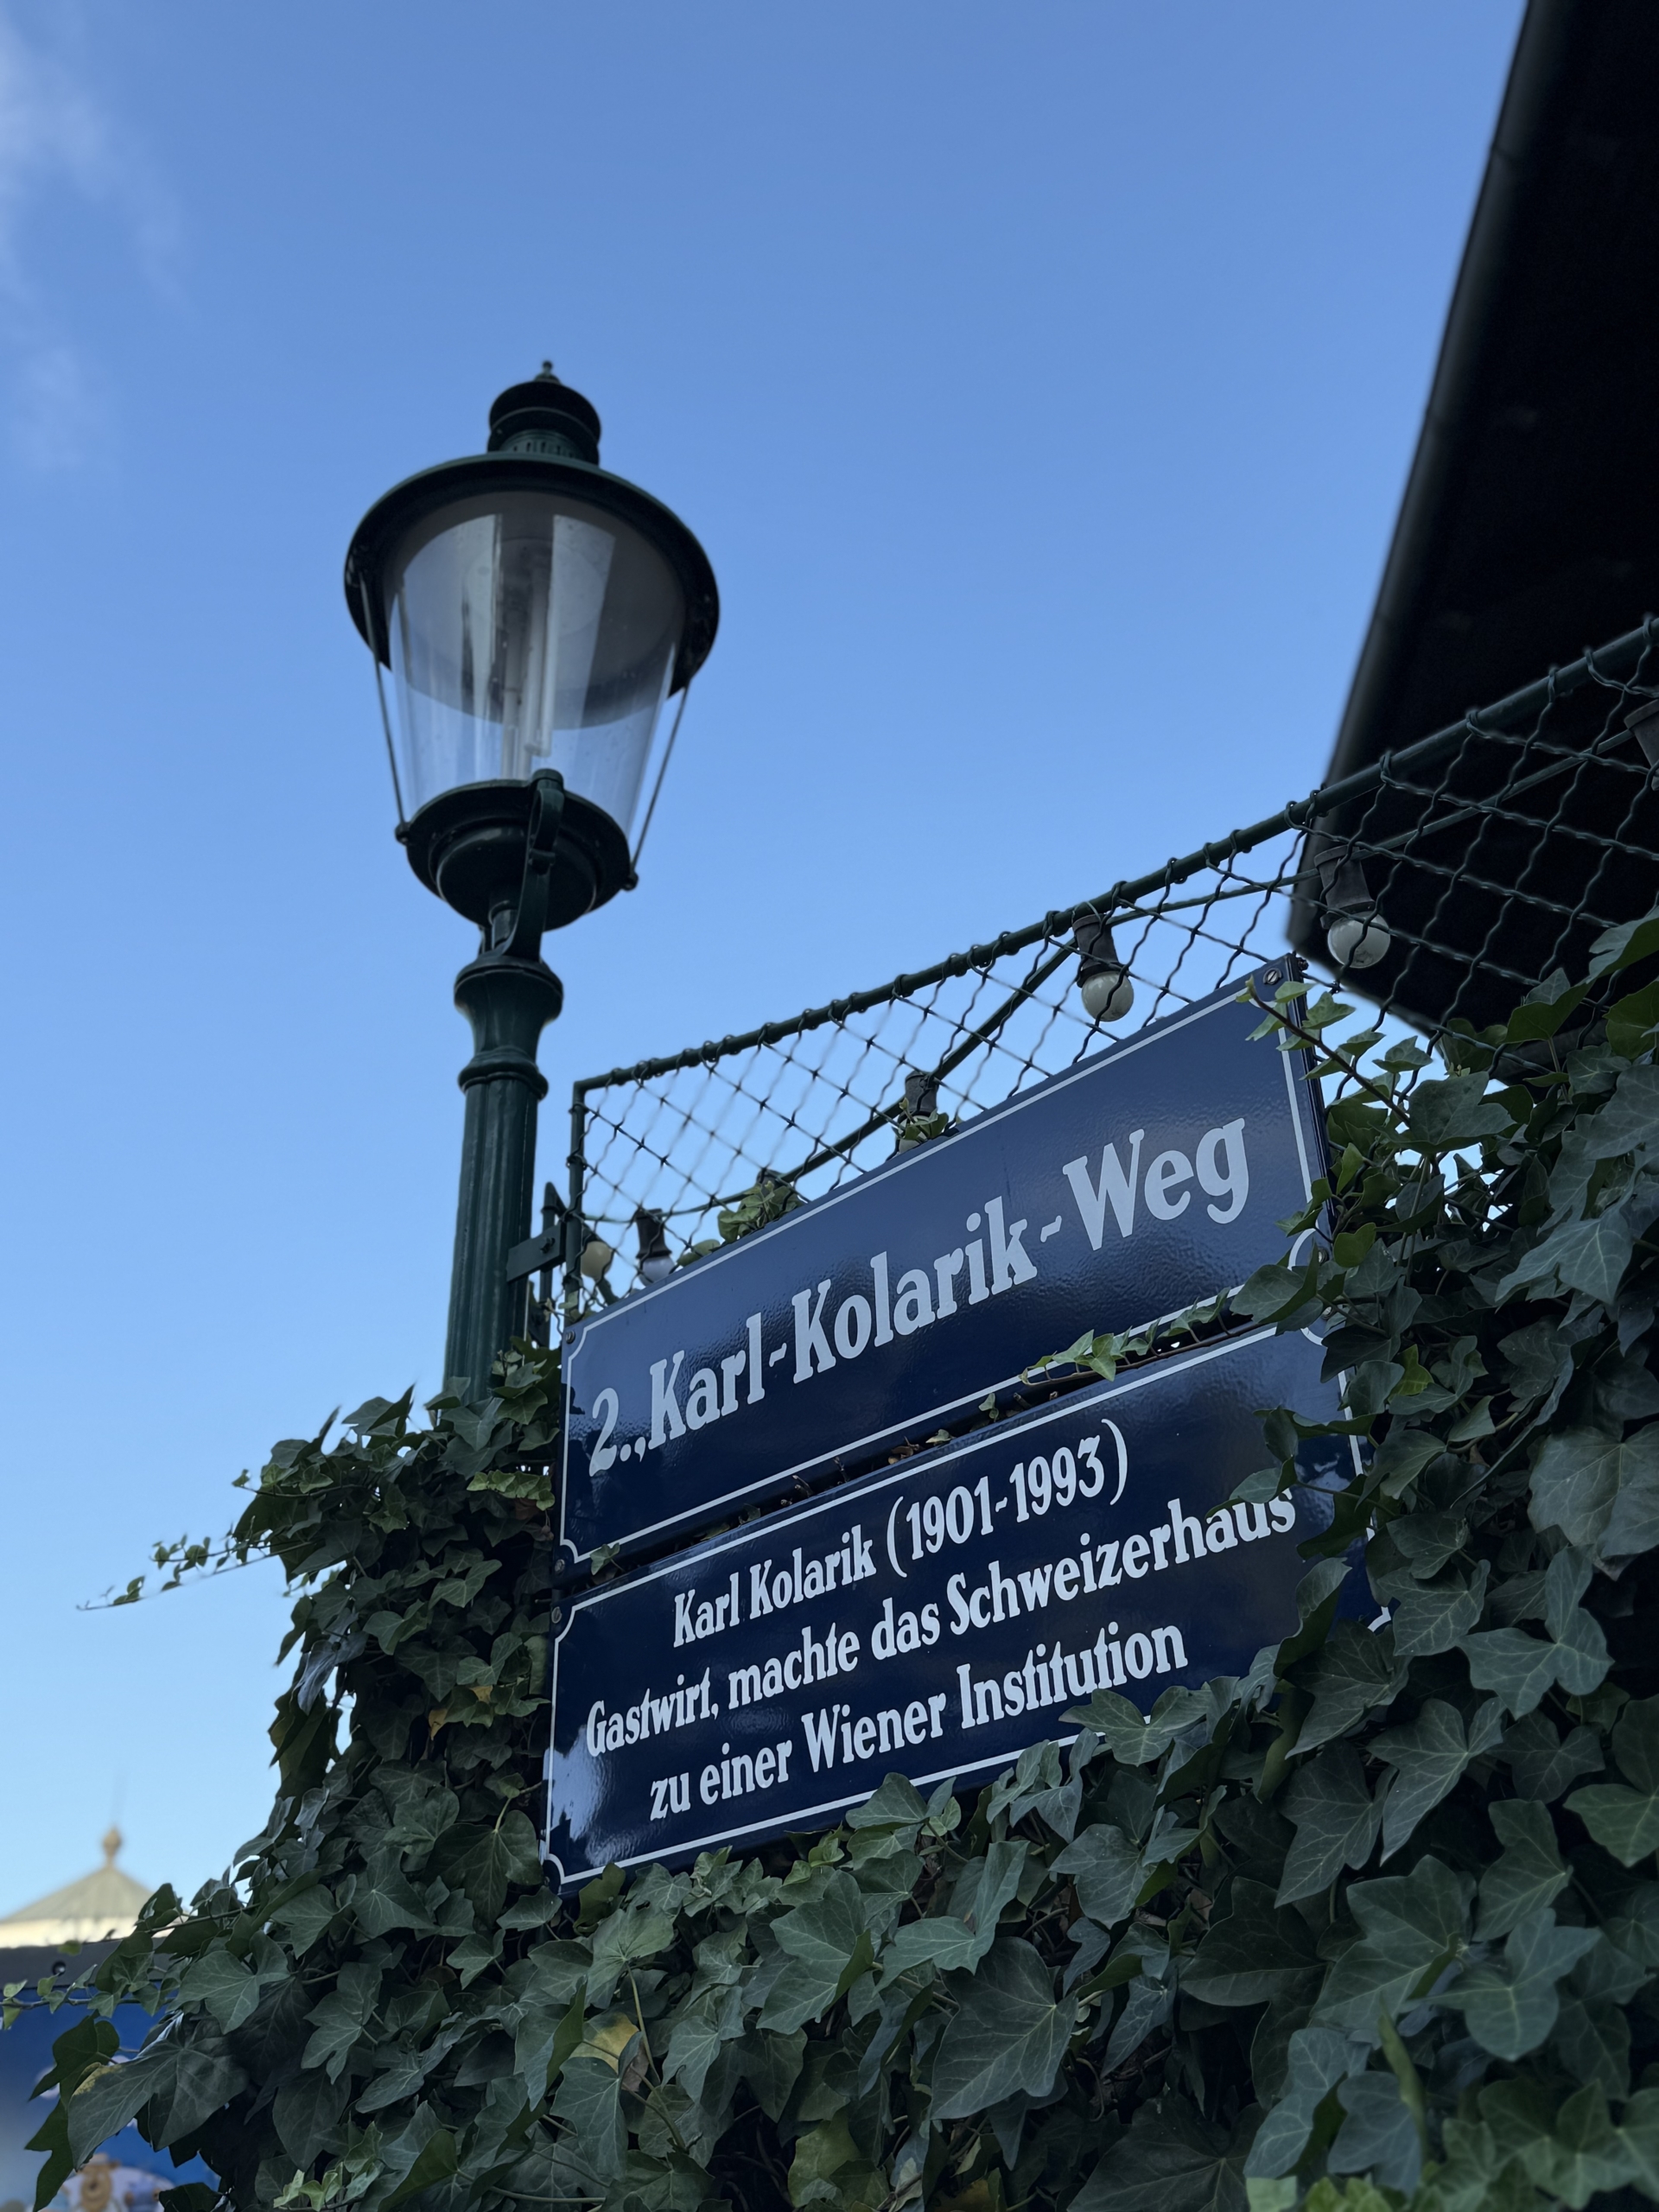 2.,Karl-Kolarik-Weg
Karl Kolarik (1901-1993)
Gastwirt, machte das Schweizerhaus
zu einer Wiener Institution